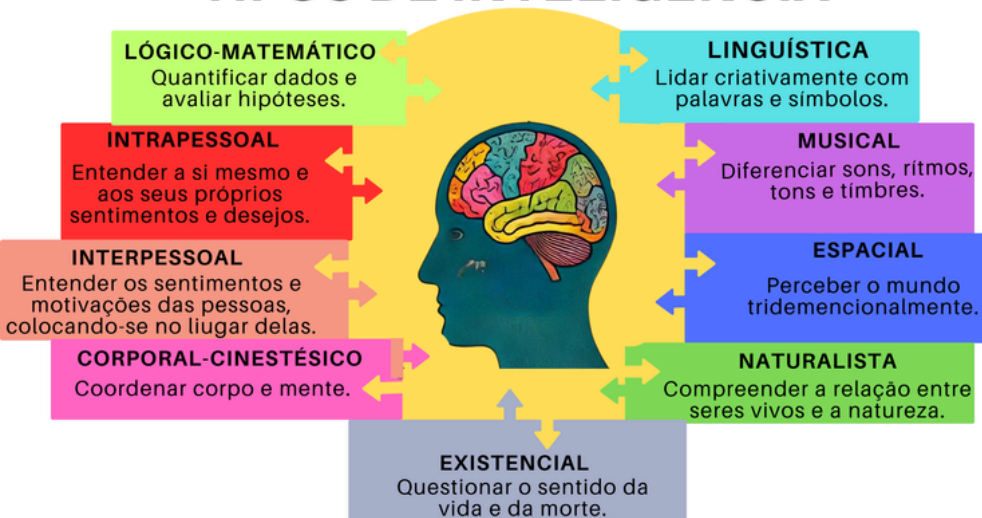 LÓGICO-MATEMÁTICO
Quantificar dados e
avaliar hipóteses.
LINGUÍSTICA
Lidar criativamente com
palavras e símbolos.
INTRAPESSOAL
Entender a si mesmo e
aos seus próprios
sentimentos e desejos.
MUSICAL
Diferenciar sons, rítmos,
tons e tímbres.
INTERPESSOAL
Entender os sentimentos e
motivações das pessoas,
colocando-se no liugar delas.
ESPACIAL
Perceber o mundo
tridemencionalmente.
CORPORAL-CINESTÉSICO
Coordenar corpo e mente.
NATURALISTA
Compreender a relação entre
seres vivos e a natureza.
EXISTENCIAL
Questionar o sentido da
vida e da morte.